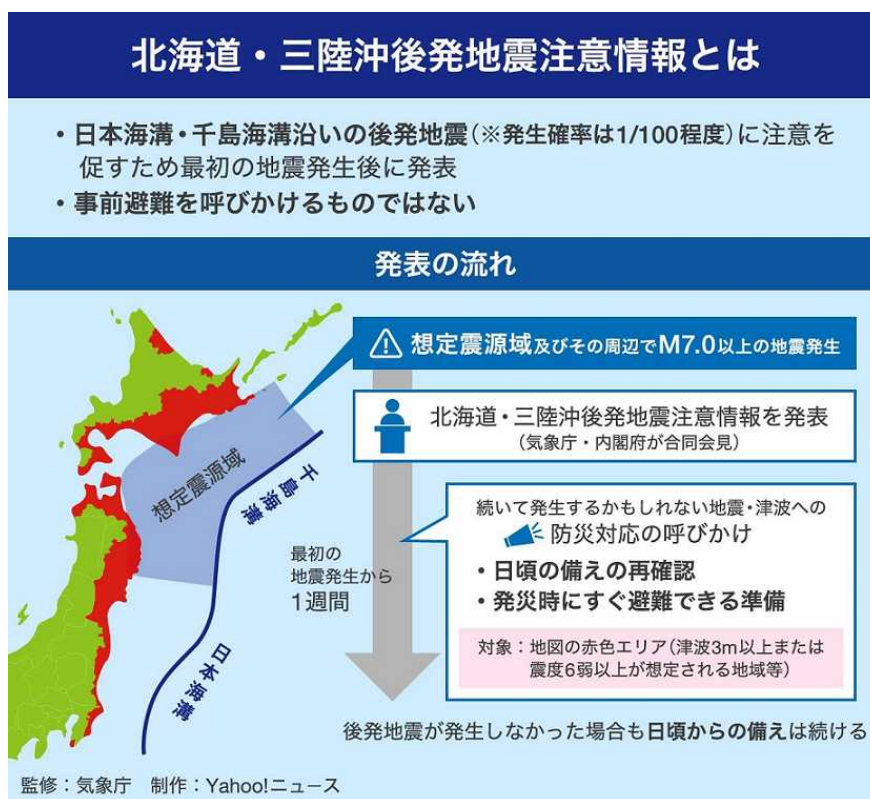 北海道・三陸沖後発地震注意情報とは
・日本海溝・千島海溝沿いの後発地震(※発生確率は1/100程度)に注意を
促すため最初の地震発生後に発表
・事前避難を呼びかけるものではない
発表の流れ
想定震源域及びその周辺でM7.0以上の地震発生
北海道・三陸沖後発地震注意情報を発表
(気象庁・内閣府が合同会見)
想定震源域
千島海溝
日本海溝
最初の
地震発生から
1週間
続いて発生するかもしれない地震・津波への
防災対応の呼びかけ
・日頃の備えの再確認
・発災時にすぐ避難できる準備
対象：地図の赤色エリア(津波3m以上または
震度6弱以上が想定される地域等)
後発地震が発生しなかった場合も日頃からの備えは続ける
監修：気象庁 制作：Yahoo!ニュース